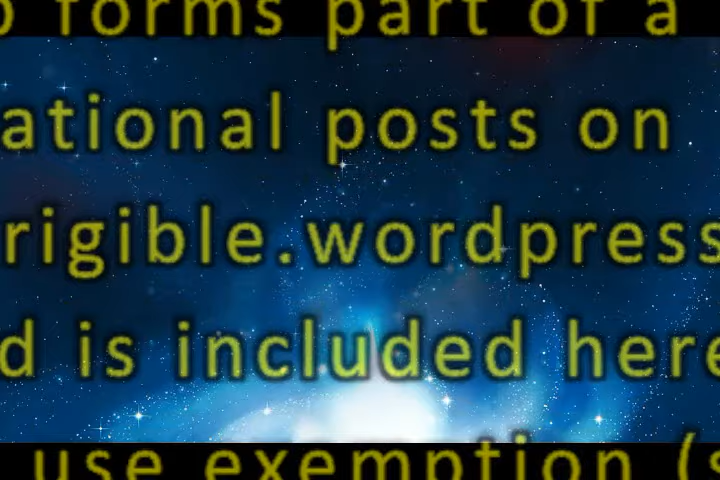 forms part of a
ational posts on
rigible.wordpress
d is included here
use exemption (s